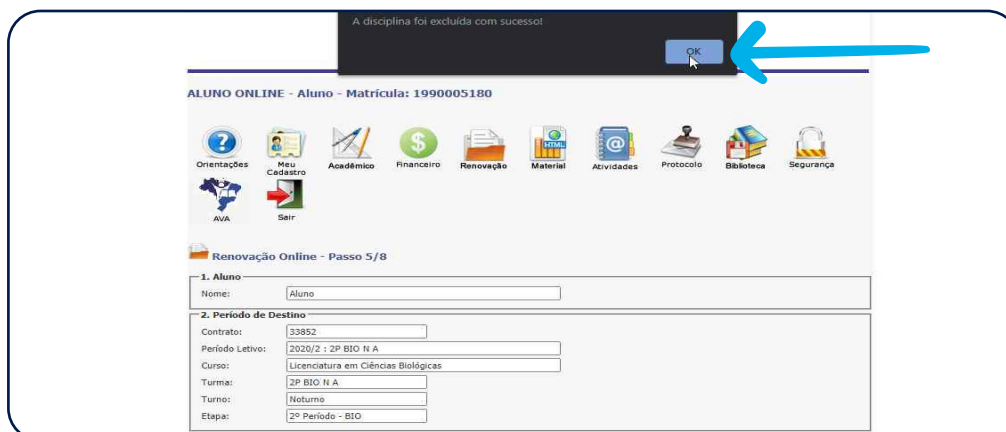 A disciplina foi excluída com sucesso!
OK
ALUNO ONLINE - Aluno - Matrícula: 1990005180
Orientações
Meu Cadastro
Acadêmico
Financeiro
Renovação
HTML
Material
Atividades
Protocolo
Biblioteca
Segurança
AVA
Sair
Renovação Online - Passo 5/8
1. Aluno
Nome: Aluno
2. Período de Destino
Contrato: 33852
Período Letivo: 2020/2 : 2P BIO N A
Curso: Licenciatura em Ciências Biológicas
Turma: 2P BIO N A
Turno: Noturno
Etapa: 2º Período - BIO